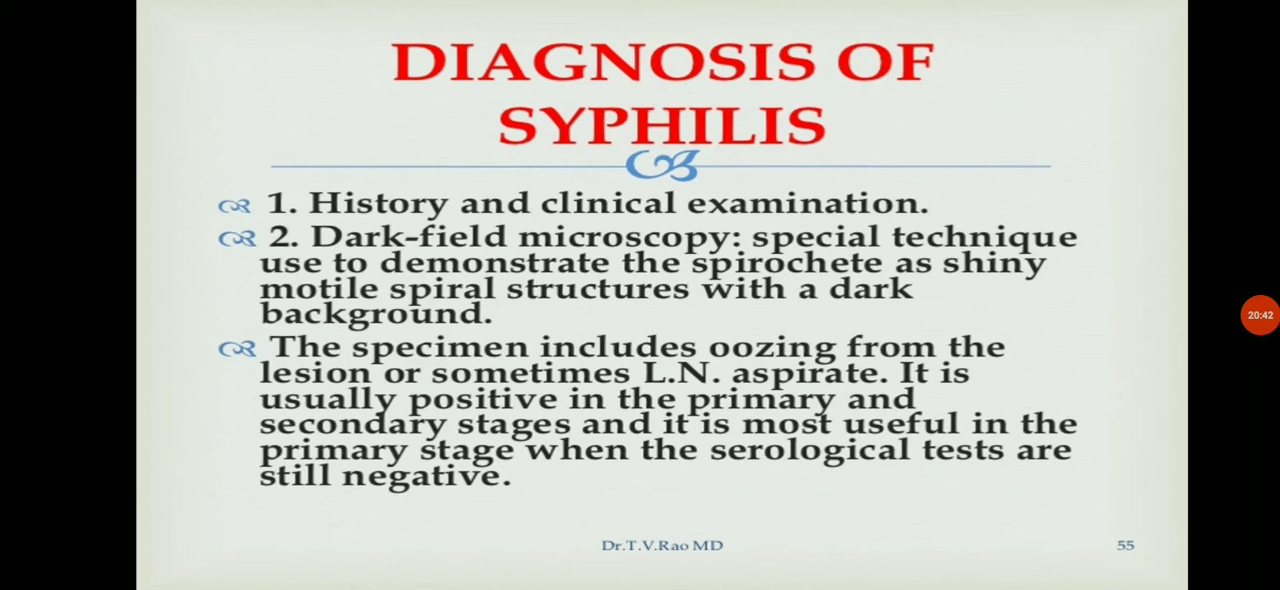 DIAGNOSIS OF
SYPHILIS
1. History and clinical examination.
2. Dark-field microscopy: special technique
use to demonstrate the spirochete as shiny
motile spiral structures with a dark
background.
The specimen includes oozing from the
lesion or sometimes L.N. aspirate. It is
usually positive in the primary and
secondary stages and it is most useful in the
primary stage when the serological tests are
still negative.
Dr.T.V.Rao MD
55
20:42